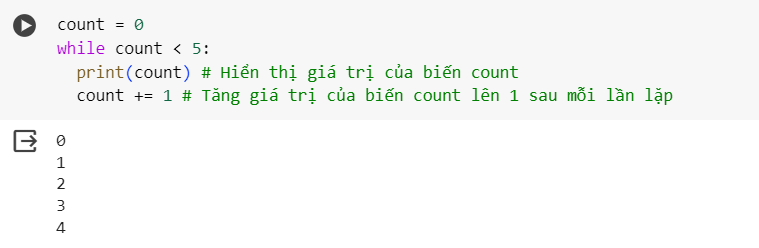 count = 0
while count < 5:
  print(count) # Hiển thị giá trị của biến count
  count += 1 # Tăng giá trị của biến count lên 1 sau mỗi lần lặp
0
1
2
3
4